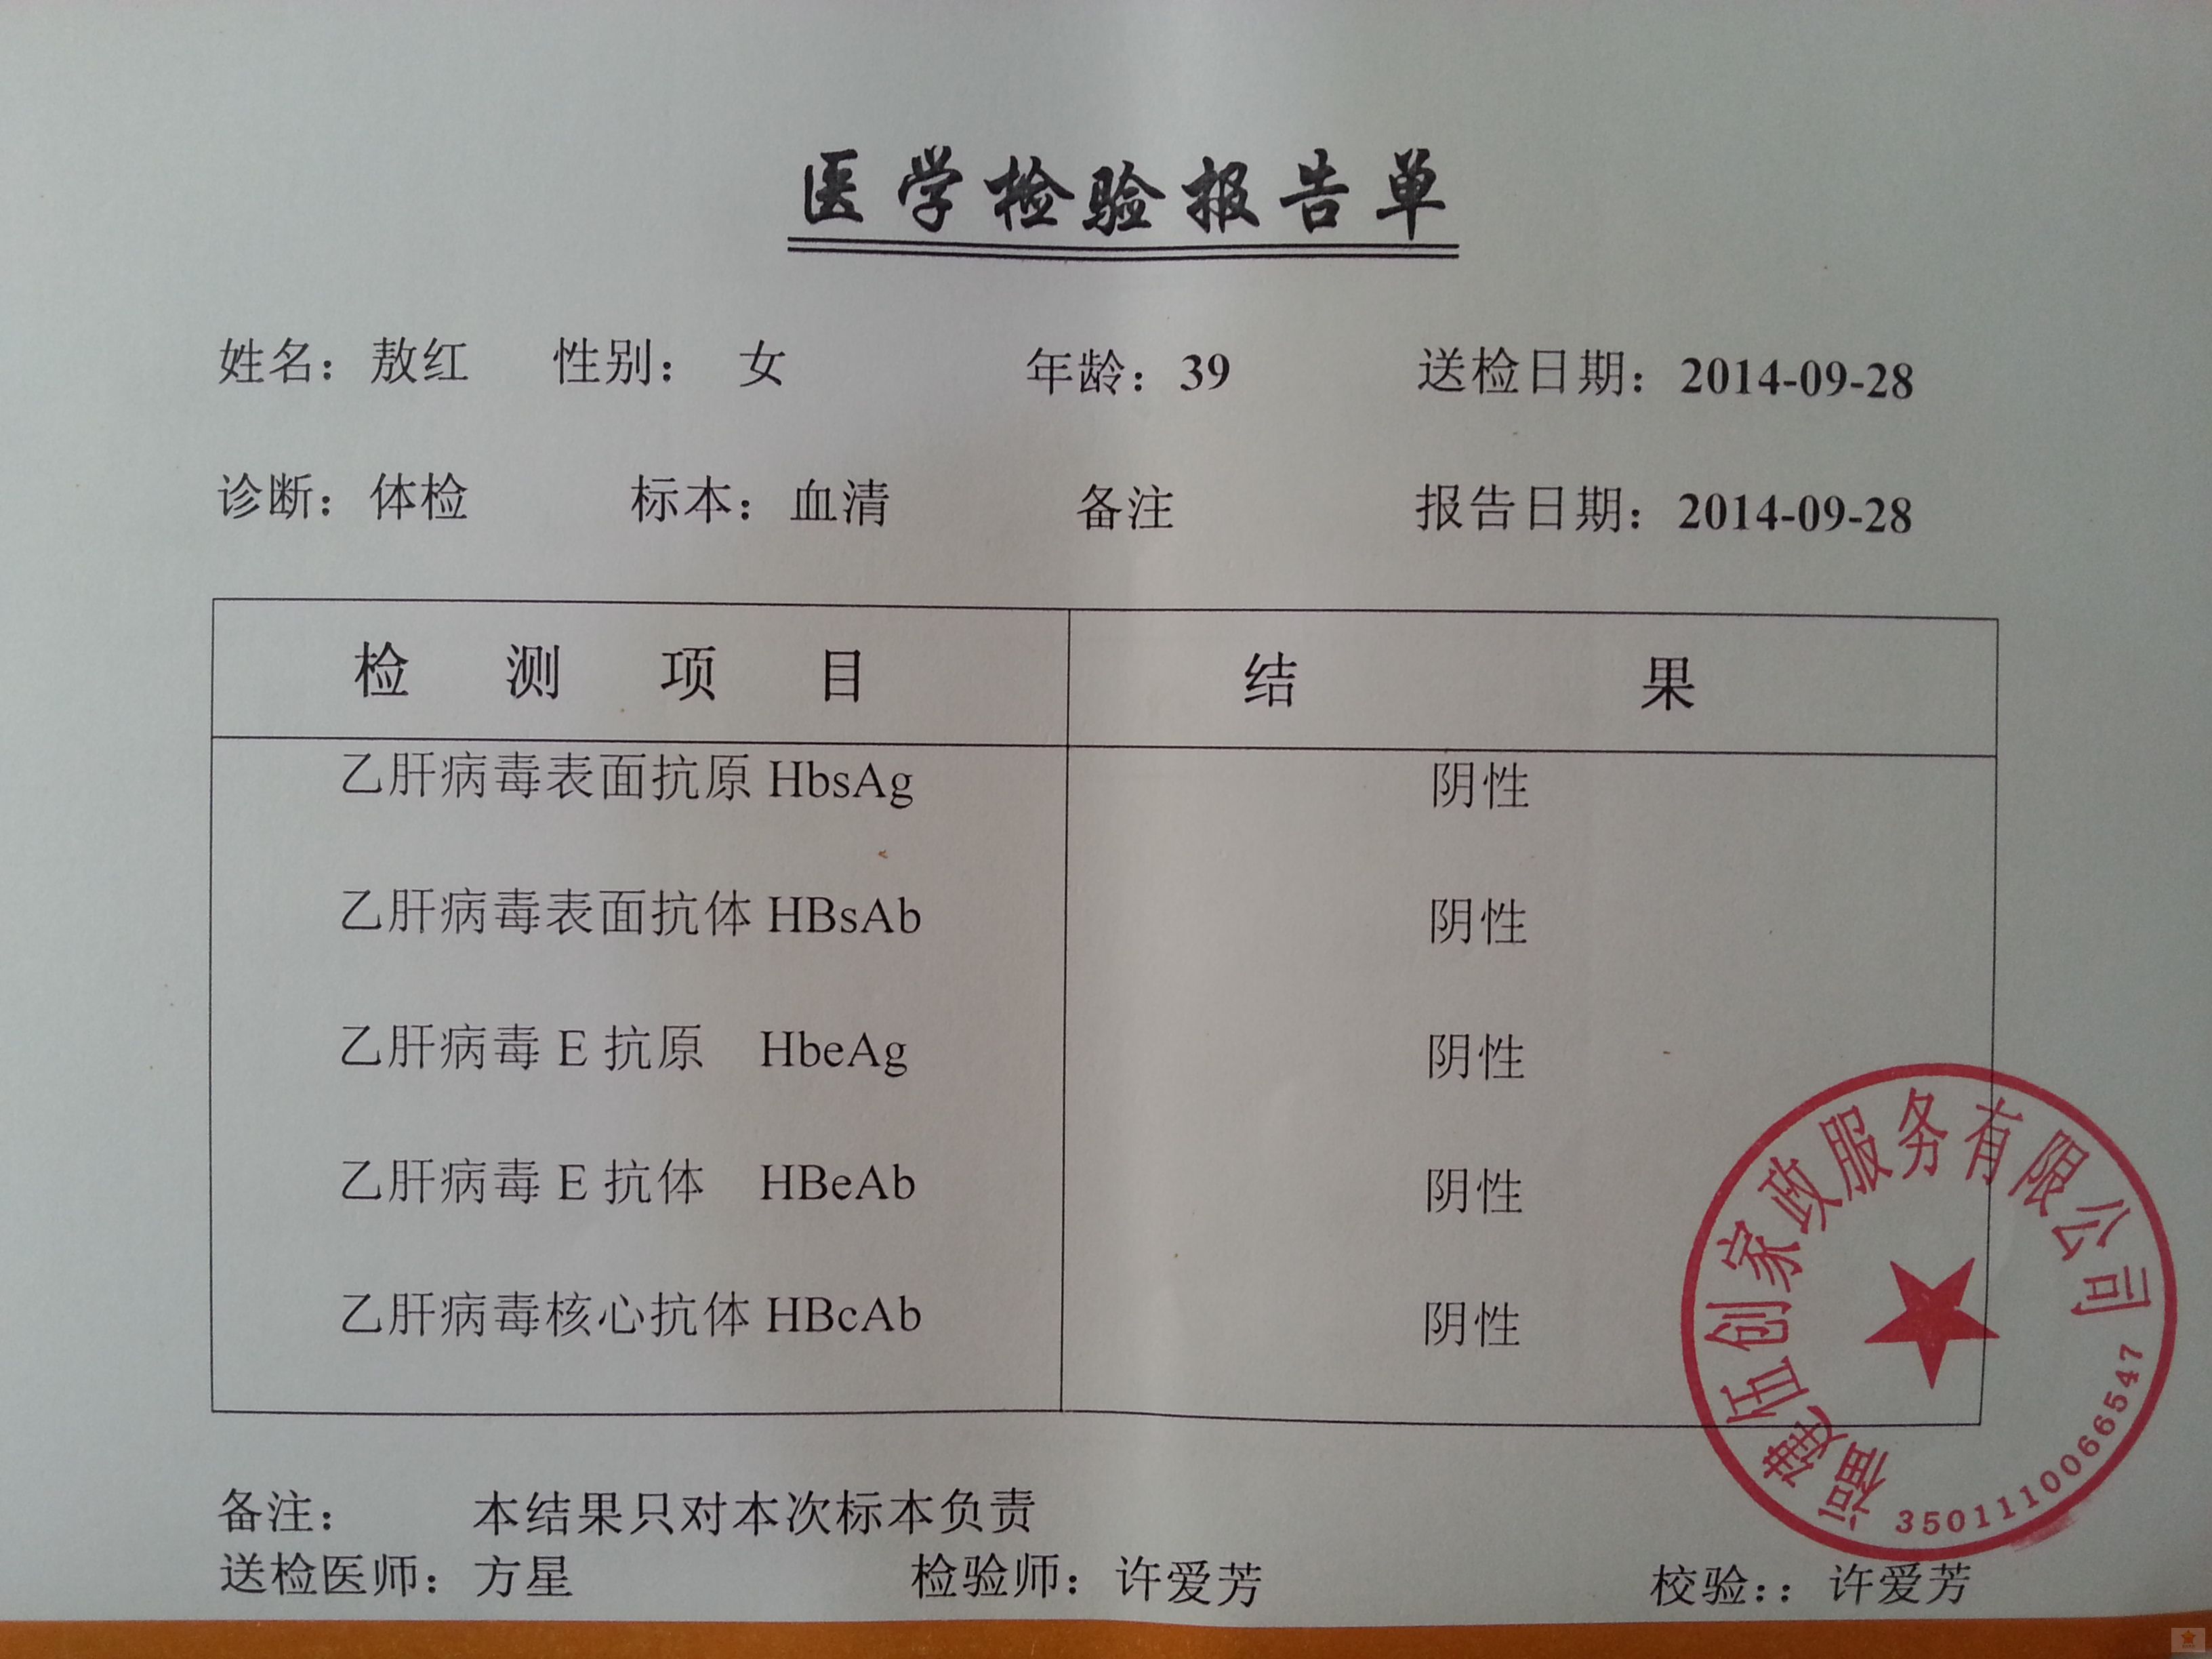 医学检验报告单
姓名：敖红 性别： 女 年龄：39 送检日期：2014-09-28
诊断：体检 标本：血清 备注 报告日期：2014-09-28
检测项目 结果
乙肝病毒表面抗原 HbsAg 阴性
乙肝病毒表面抗体 HBsAb 阴性
乙肝病毒 E 抗原 HbeAg 阴性
乙肝病毒 E 抗体 HBeAb 阴性
乙肝病毒核心抗体 HBcAb 阴性
福建伍创家政服务有限公司
3501110066547
备注： 本结果只对本次标本负责
送检医师：方星 检验师：许爱芳 校验:：许爱芳